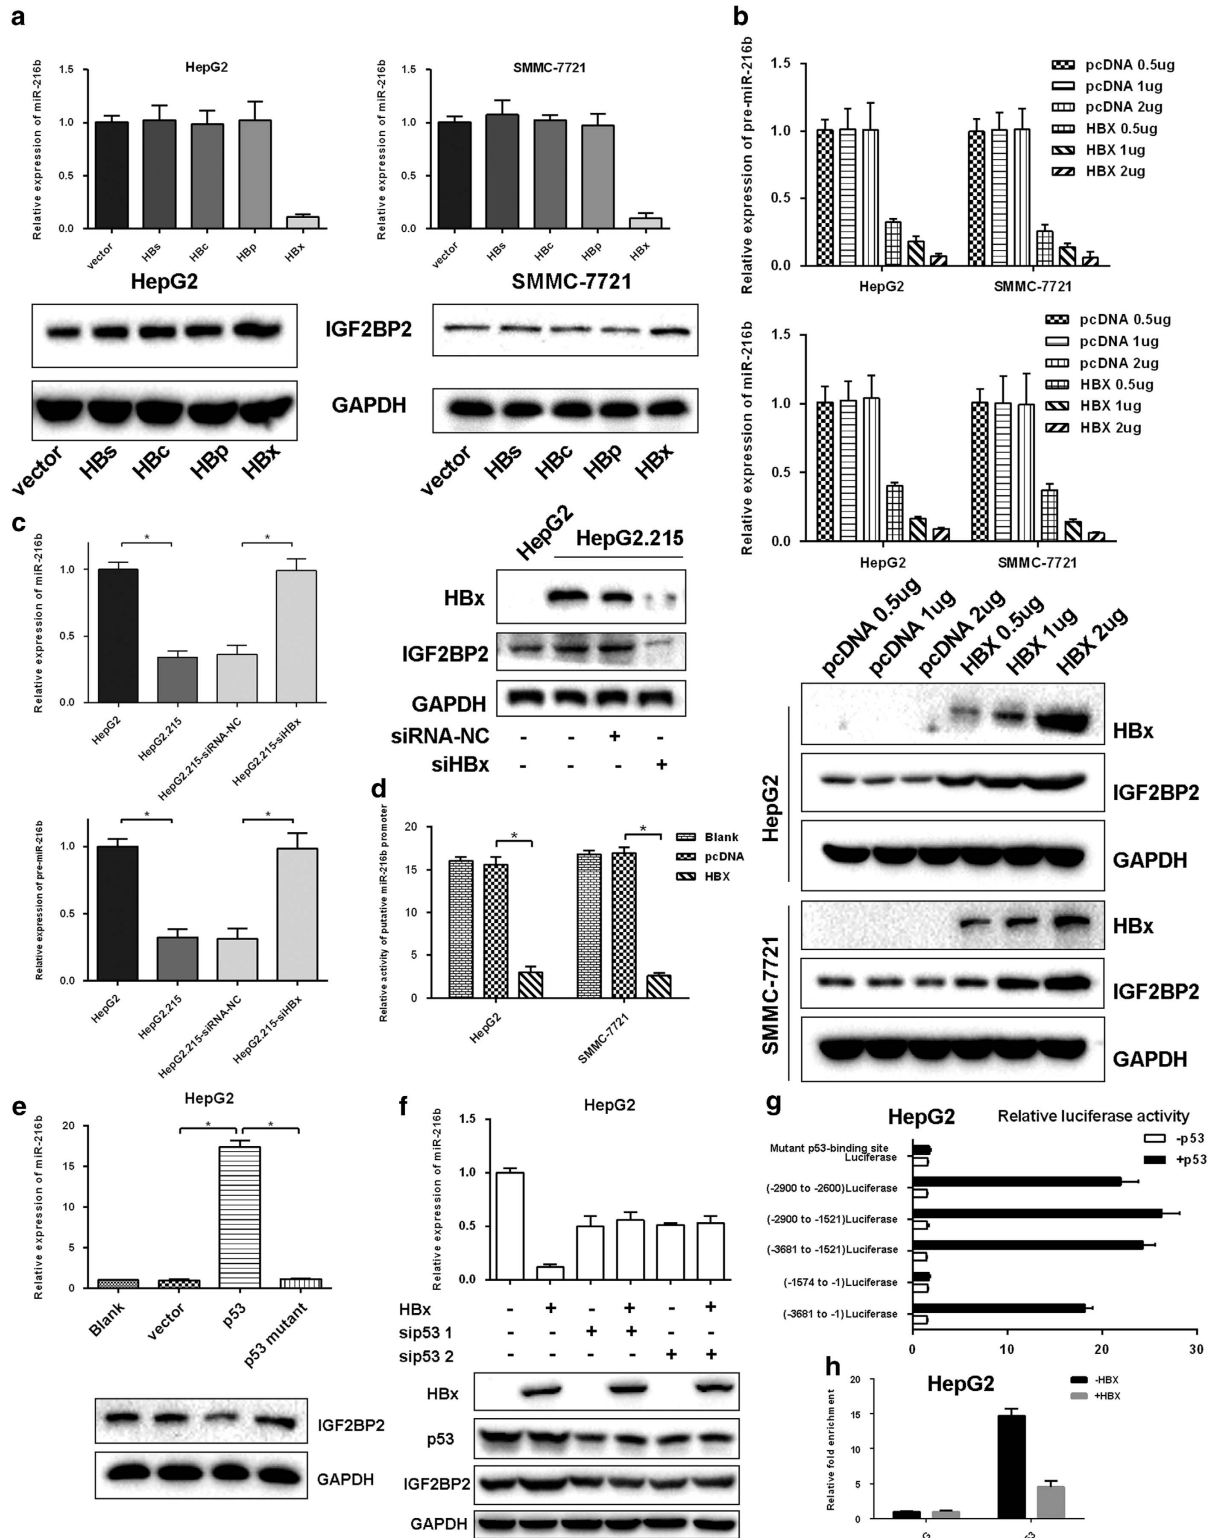 a
HepG2
Relative expression of miR-216b
1.5
1.0
0.5
0.0
vector
HBs
HBc
HBp
HBx
SMMC-7721
Relative expression of miR-216b
1.5
1.0
0.5
0.0
vector
HBs
HBc
HBp
HBx
HepG2
SMMC-7721
IGF2BP2
GAPDH
vector
HBs
HBc
HBp
HBx
vector
HBs
HBc
HBp
HBx
b
Relative expression of pre-miR-216b
1.5
1.0
0.5
0.0
HepG2
SMMC-7721
pcDNA 0.5ug
pcDNA 1ug
pcDNA 2ug
HBX 0.5ug
HBX 1ug
HBX 2ug
Relative expression of miR-216b
1.5
1.0
0.5
0.0
HepG2
SMMC-7721
pcDNA 0.5ug
pcDNA 1ug
pcDNA 2ug
HBX 0.5ug
HBX 1ug
HBX 2ug
pcDNA 0.5ug
pcDNA 1ug
pcDNA 2ug
HBX 0.5ug
HBX 1ug
HBX 2ug
HepG2
HBx
IGF2BP2
GAPDH
SMMC-7721
HBx
IGF2BP2
GAPDH
c
Relative expression of miR-216b
1.0
0.5
0.0
*
*
HepG2
HepG2.215
HepG2.215-siRNA-NC
HepG2.215-siHBx
HepG2
HepG2.215
HBx
IGF2BP2
GAPDH
siRNA-NC - - + -
siHBx - - - +
Relative expression of pre-miR-216b
1.0
0.5
0.0
*
*
HepG2
HepG2.215
HepG2.215-siRNA-NC
HepG2.215-siHBx
d
Relative activity of putative miR-216b promoter
20
15
10
5
0
*
*
HepG2
SMMC-7721
Blank
pcDNA
HBX
e
HepG2
Relative expression of miR-216b
20
15
10
5
0
*
*
Blank
vector
p53
p53 mutant
IGF2BP2
GAPDH
f
HepG2
Relative expression of miR-216b
1.5
1.0
0.5
0.0
HBx - + - + - +
sip53 1 - - + + - -
sip53 2 - - - - + +
HBx
p53
IGF2BP2
GAPDH
g
HepG2
Relative luciferase activity
-p53
+p53
Mutant p53-binding site
Luciferase
(-2900 to -2600)Luciferase
(-2900 to -1521)Luciferase
(-3681 to -1521)Luciferase
(-1574 to -1)Luciferase
(-3681 to -1)Luciferase
0
10
20
30
h
HepG2
Relative fold enrichment
20
15
10
5
0
-HBX
+HBX